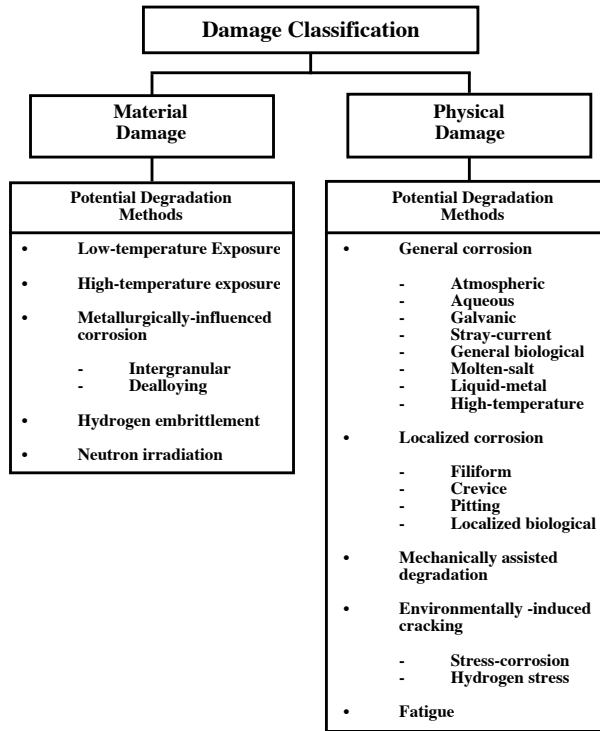 Damage Classification
Material
Damage
Physical
Damage
Potential Degradation
Methods
• Low-temperature Exposure
• High-temperature exposure
• Metallurgically-influenced
corrosion
- Intergranular
- Dealloying
• Hydrogen embrittlement
• Neutron irradiation
Potential Degradation
Methods
• General corrosion
- Atmospheric
- Aqueous
- Galvanic
- Stray-current
- General biological
- Molten-salt
- Liquid-metal
- High-temperature
• Localized corrosion
- Filiform
- Crevice
- Pitting
- Localized biological
• Mechanically assisted
degradation
• Environmentally -induced
cracking
- Stress-corrosion
- Hydrogen stress
• Fatigue